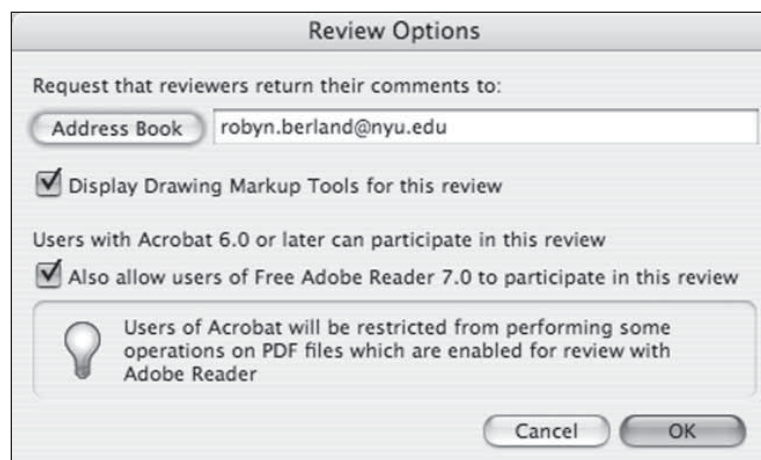 Review Options
Request that reviewers return their comments to:
Address Book robyn.berland@nyu.edu
Display Drawing Markup Tools for this review
Users with Acrobat 6.0 or later can participate in this review
Also allow users of Free Adobe Reader 7.0 to participate in this review
Users of Acrobat will be restricted from performing some
operations on PDF files which are enabled for review with
Adobe Reader
Cancel OK